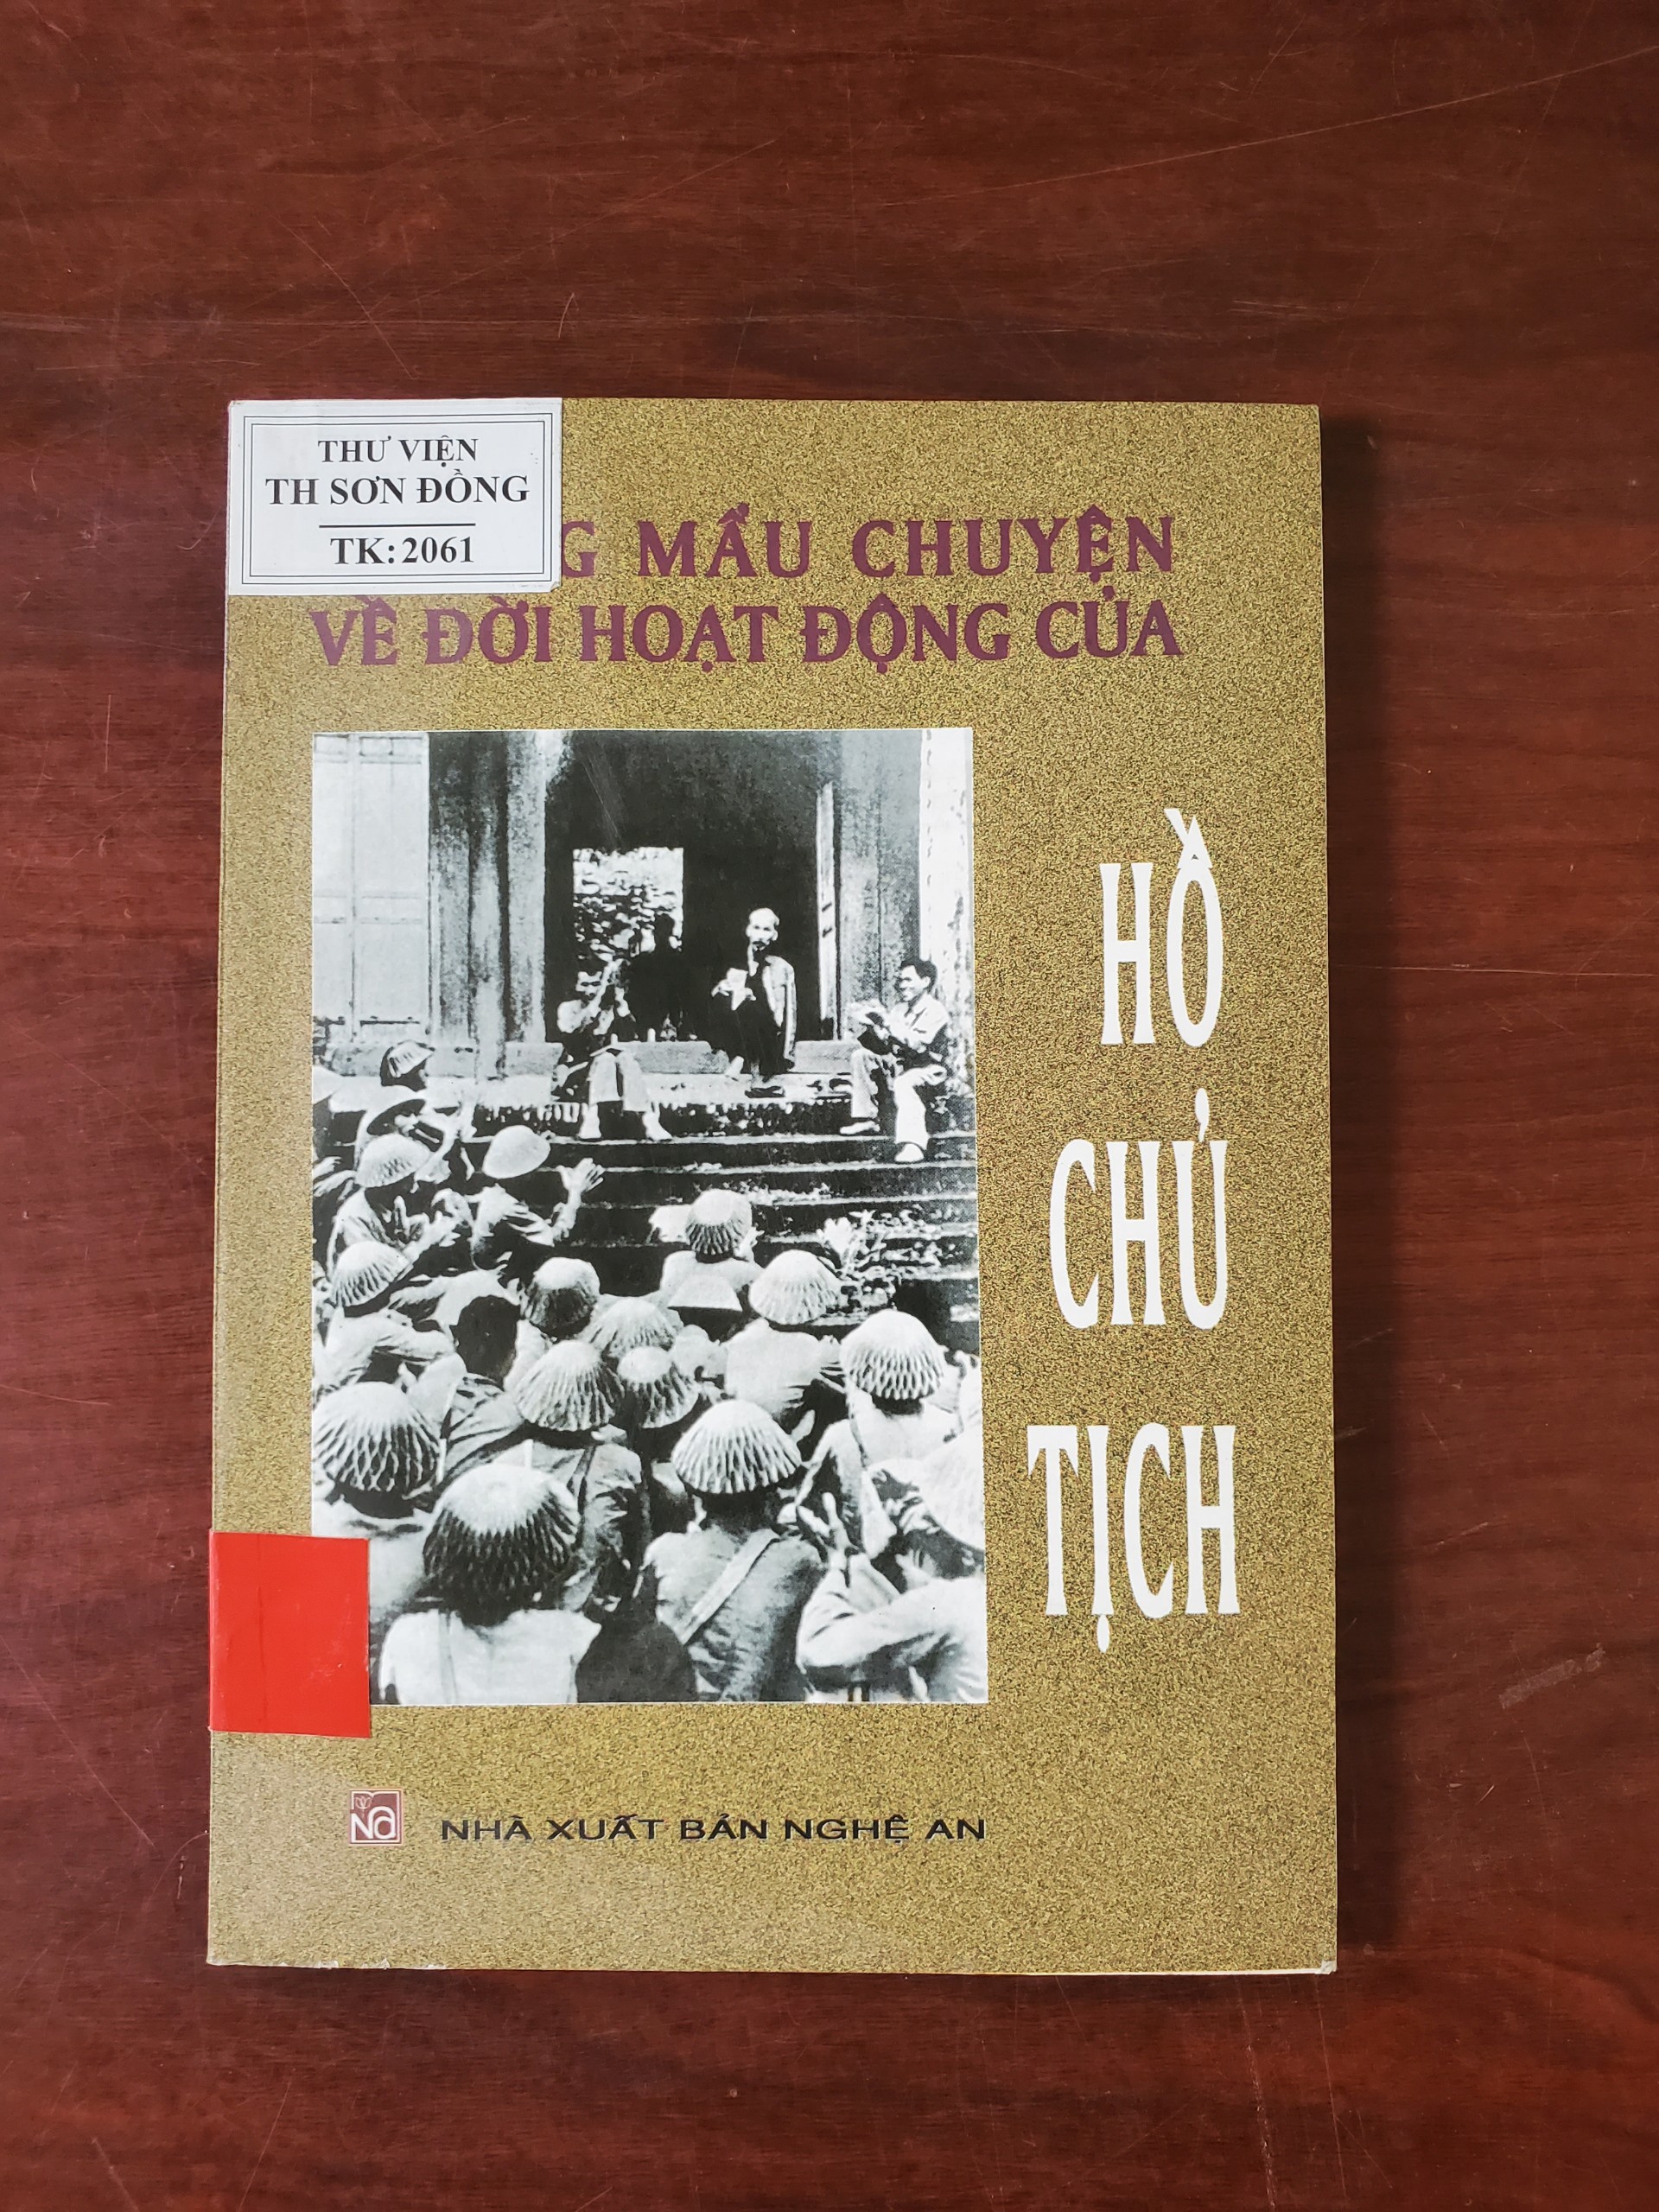 THƯ VIỆN
TH SƠN ĐỒNG
TK: 2061
MẨU CHUYỆN
VỀ ĐỜI HOẠT ĐỘNG CỦA
HỒ
CHỦ
TỊCH
NA
NHÀ XUẤT BẢN NGHỆ AN